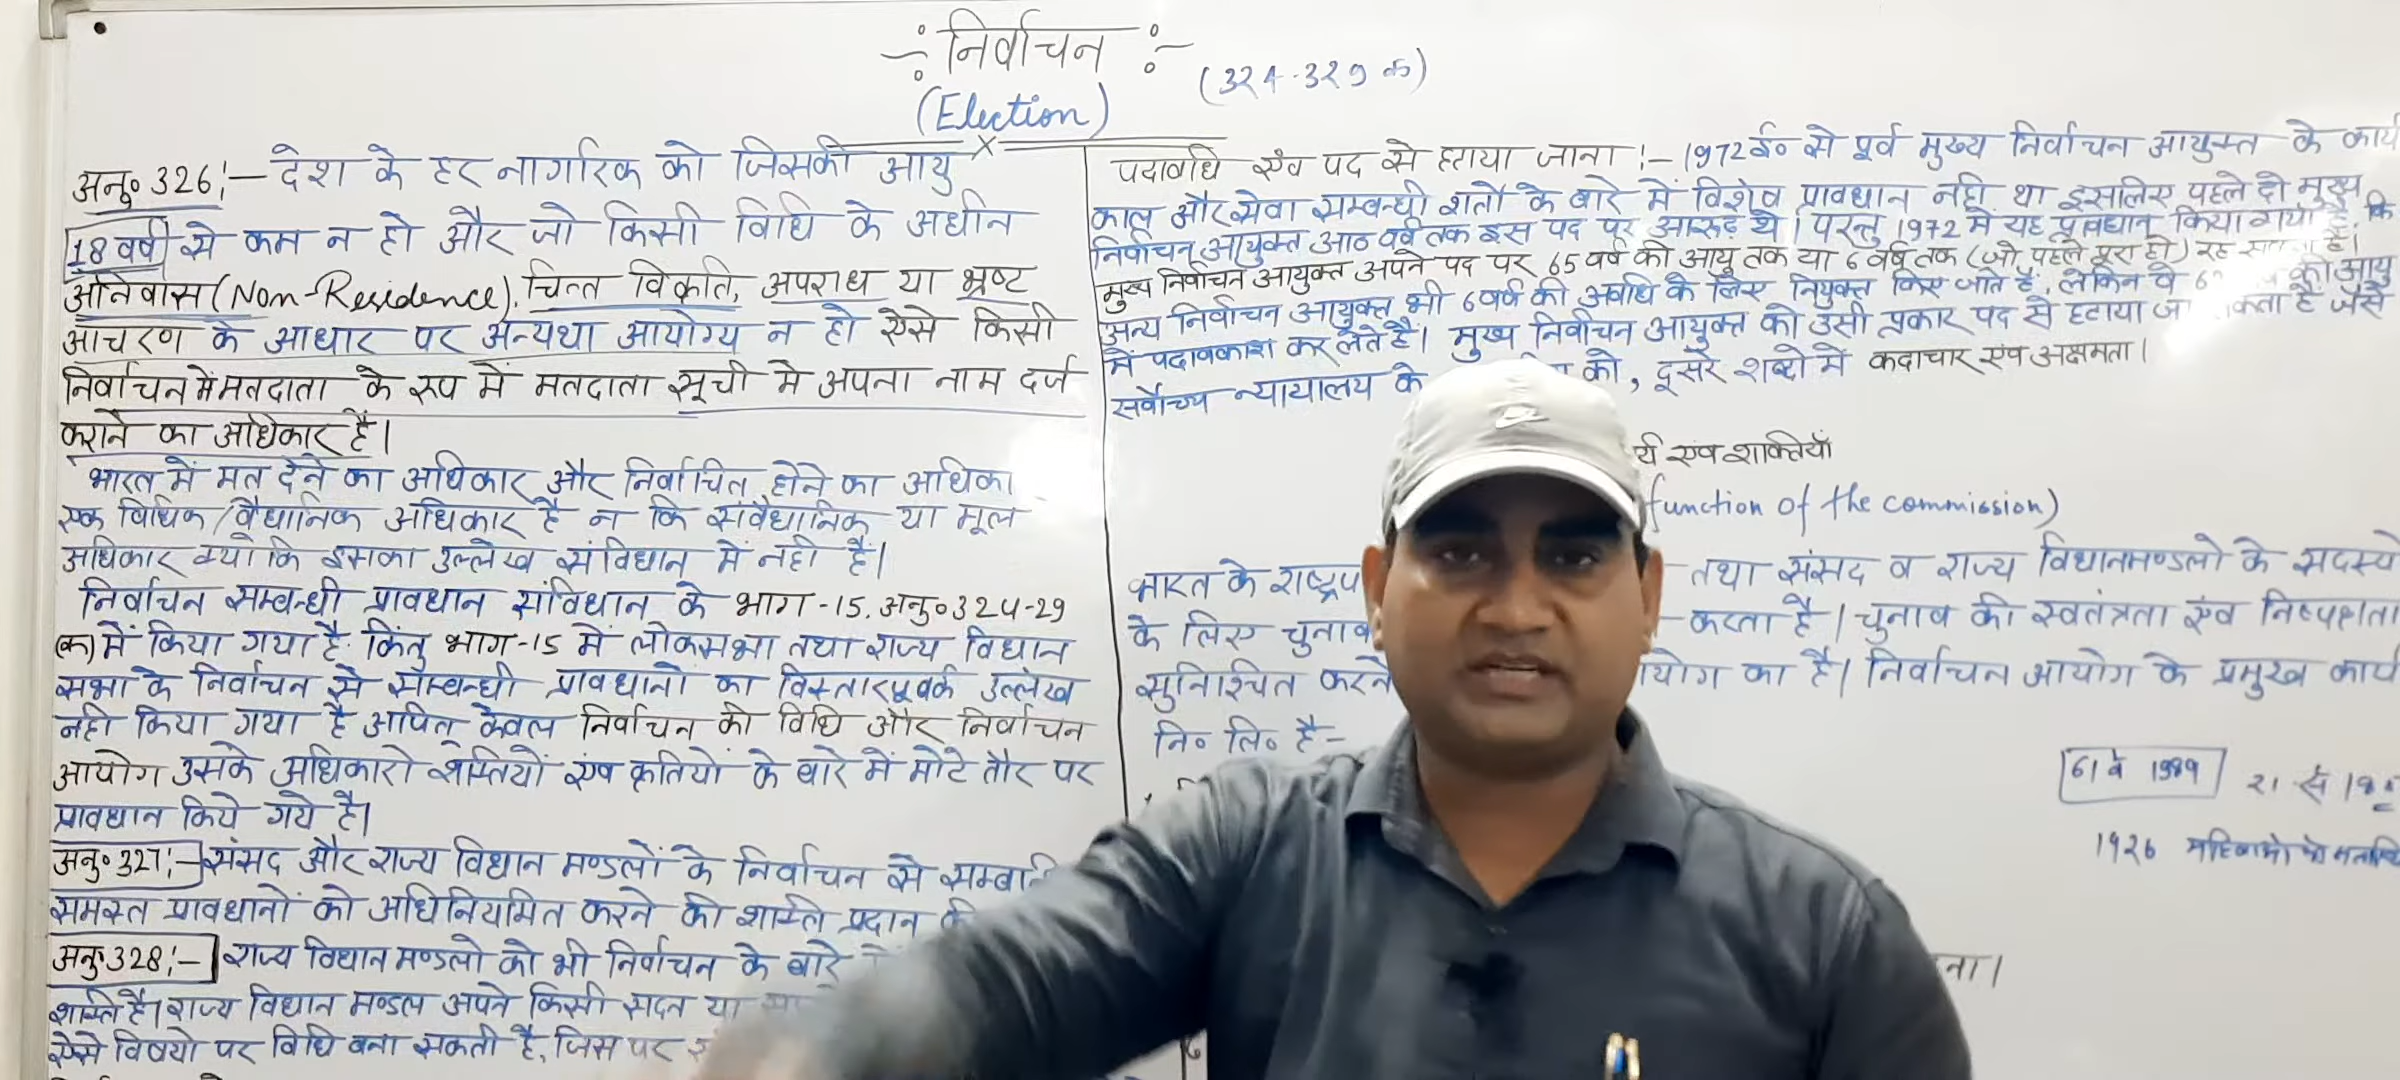 ÷ निर्वाचन :-
(324-329 क)
(Election)
अनु० 326:- देश के हर नागरिक को जिसकी आयु
18 वर्ष से कम न हो और जो किसी विधि के अधीन
अनिवास (Non-Residence), चित्त विकृति, अपराध या भ्रष्ट
आचरण के आधार पर अन्यथा आयोग्य न हो ऐसे किसी
निर्वाचन में मतदाता के रूप में मतदाता सूची में अपना नाम दर्ज
कराने का अधिकार है।
भारत में मत देने का अधिकार और निर्वाचित होने का अधिका
एक विधिक/वैधानिक अधिकार है न कि संवैधानिक या मूल
अधिकार क्यों कि इसका उल्लेख संविधान में नही है।
निर्वाचन सम्बन्धी प्रावधान संविधान के भाग-15. अनु० 324-29
(क) में किया गया है. किंतु भाग-15 में लोकसभा तथा राज्य विधान
सभा के निर्वाचन से सम्बन्धी प्रावधानो का विस्तारपूर्वक उल्लेख
नही किया गया है अपितु केवल निर्वाचन की विधि और निर्वाचन
आयोग उसके अधिकारो शक्तियों एंव कृतियों के बारे में मोटे तौर पर
प्रावधान किये गये है।
अनु० 327:- संसद और राज्य विधान मण्डलों के निर्वाचन से
समस्त प्रावधानों को अधिनियमित करने की शक्ति प्रदान
अनु० 328:- राज्य विधान मण्डलो को भी निर्वाचन के बारे
शक्ति है। राज्य विधान मण्डल अपने किसी सदन या
ऐसे विषयो पर विधि बना सकती है, जिस पर
पदावधि एंव पद से हटाया जाना :- 1972 ई० से पूर्व मुख्य निर्वाचन आयुक्त के कार्य
काल और सेवा सम्बन्धी शर्तो के बारे में विशेष प्रावधान नही था इसलिए पहले दो मुख्य
निर्वाचन आयुक्त आठ वर्ष तक इस पद पर आरूढ थे। परन्तु 1972 मे यह प्रावधान किया गया है. कि
मुख्य निर्वाचन आयुक्त अपने पद पर 65 वर्ष की आयु तक या 6 वर्ष तक (जो पहले पूरा हो) रह है।
अन्य निर्वाचन आयुक्त भी 6 वर्ष की अवधि के लिए नियुक्त किए जाते है, लेकिन वे की आयु
में पदावकाश कर लेते है। मुख्य निर्वाचन आयुक्त को उसी प्रकार पद से हटाया जा है जैसे
सर्वोच्च न्यायालय के को, दूसरे शब्दो में कदाचार एंव अक्षमता।
र्य एंव शक्तियाँ
function of the commission)
भारत के राष्ट्रप तथा संसद व राज्य विधानमण्डलो के सदस्यो
के लिए चुनाव करता है। चुनाव की स्वतंत्रता एंव निष्पक्षता
सुनिश्चित करने योग का है। निर्वाचन आयोग के प्रमुख कार्य
नि० लि० है-
61 वे 1989
21 से
1926 महिलाओ को
ना।